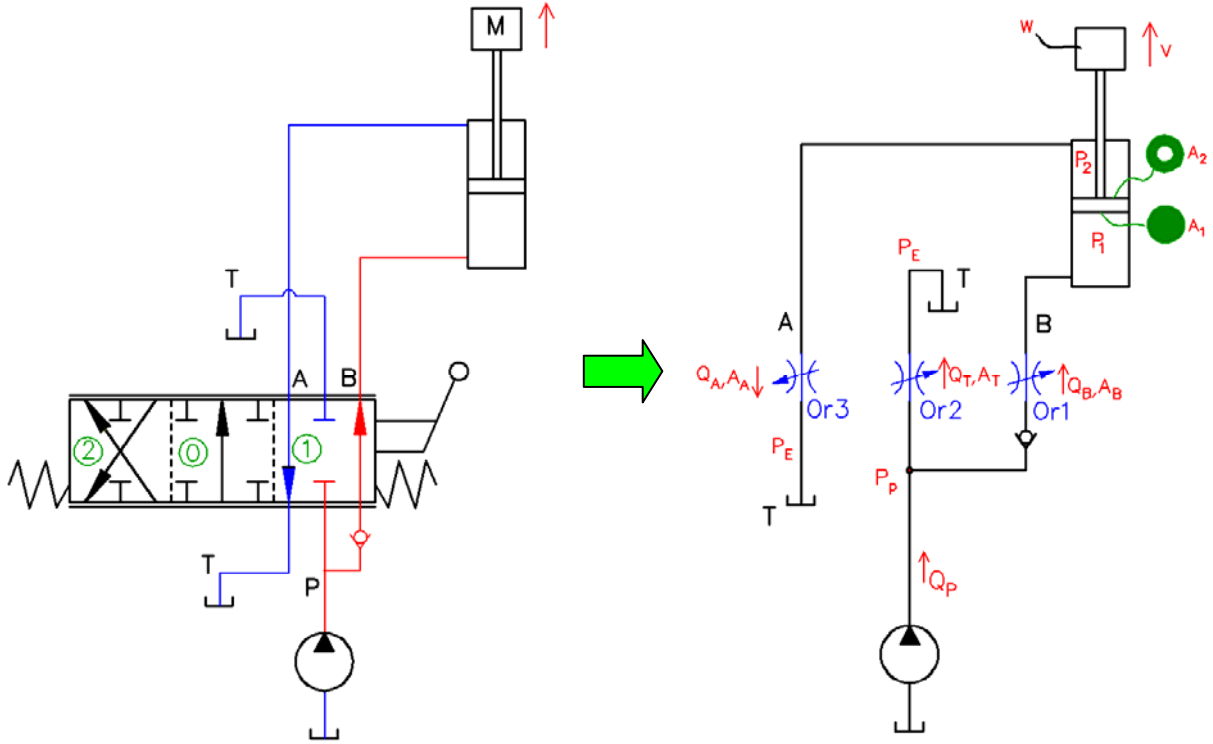 M
T
A B
② ⓪ ①
T
P
W
V
P2
A2
A1
P1
PE
T
A
B
QA, AA
QT, AT
QB, AB
Or3
Or2
Or1
PE
Pp
T
QP